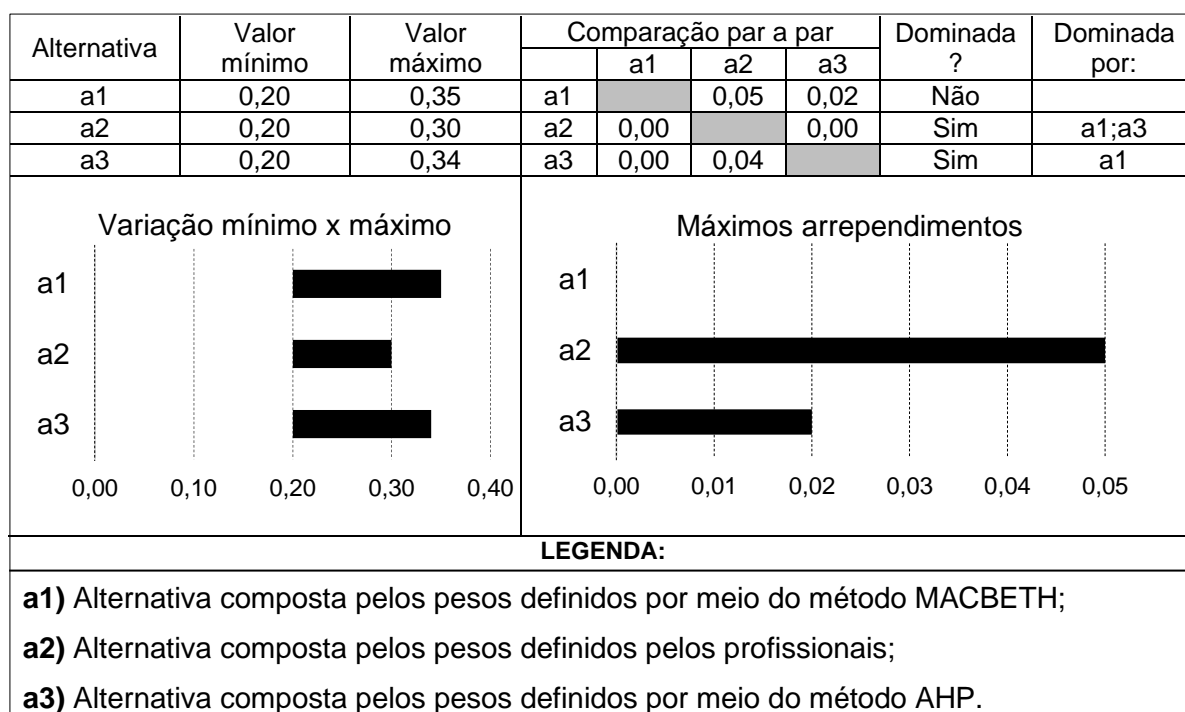 Alternativa Valor mínimo Valor máximo Comparação par a par Dominada ? Dominada por:
a1 a2 a3
a1 0,20 0,35 a1 0,05 0,02 Não
a2 0,20 0,30 a2 0,00 0,00 Sim a1;a3
a3 0,20 0,34 a3 0,00 0,04 Sim a1
Variação mínimo x máximo
a1
a2
a3
0,00 0,10 0,20 0,30 0,40
Máximos arrependimentos
a1
a2
a3
0,00 0,01 0,02 0,03 0,04 0,05
LEGENDA:
a1) Alternativa composta pelos pesos definidos por meio do método MACBETH;
a2) Alternativa composta pelos pesos definidos pelos profissionais;
a3) Alternativa composta pelos pesos definidos por meio do método AHP.